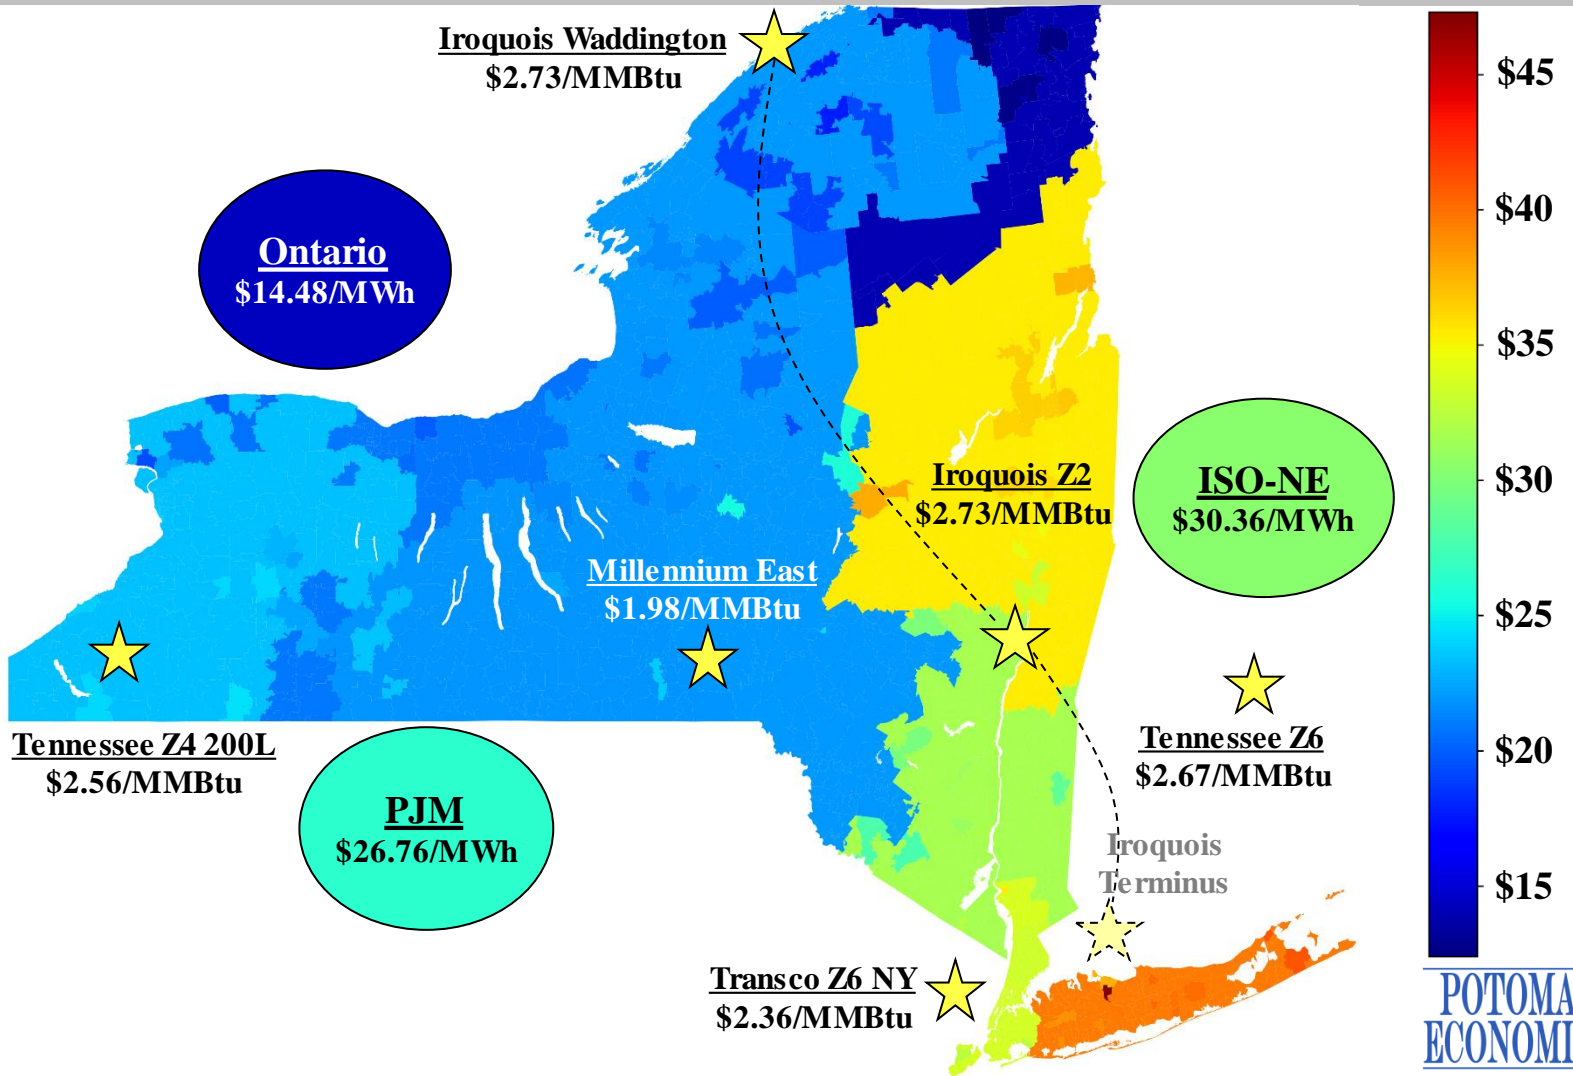 Iroquois Waddington
$2.73/MMBtu
Ontario
$14.48/MWh
Iroquois Z2
$2.73/MMBtu
ISO-NE
$30.36/MWh
Millennium East
$1.98/MMBtu
Tennessee Z4 200L
$2.56/MMBtu
Tennessee Z6
$2.67/MMBtu
PJM
$26.76/MWh
Iroquois
Terminus
Transco Z6 NY
$2.36/MMBtu
$45
$40
$35
$30
$25
$20
$15
POTOMA
ECONOMI